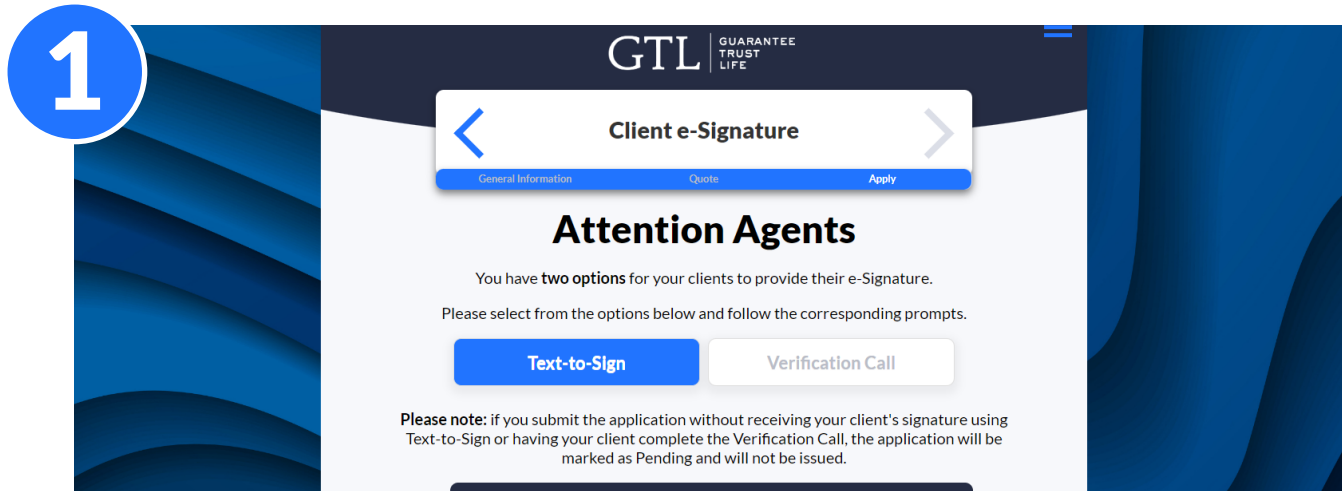 1
GTL GUARANTEE
TRUST
LIFE
Client e-Signature
General Information Quote Apply
Attention Agents
You have two options for your clients to provide their e-Signature.
Please select from the options below and follow the corresponding prompts.
Text-to-Sign Verification Call
Please note: if you submit the application without receiving your client's signature using
Text-to-Sign or having your client complete the Verification Call, the application will be
marked as Pending and will not be issued.